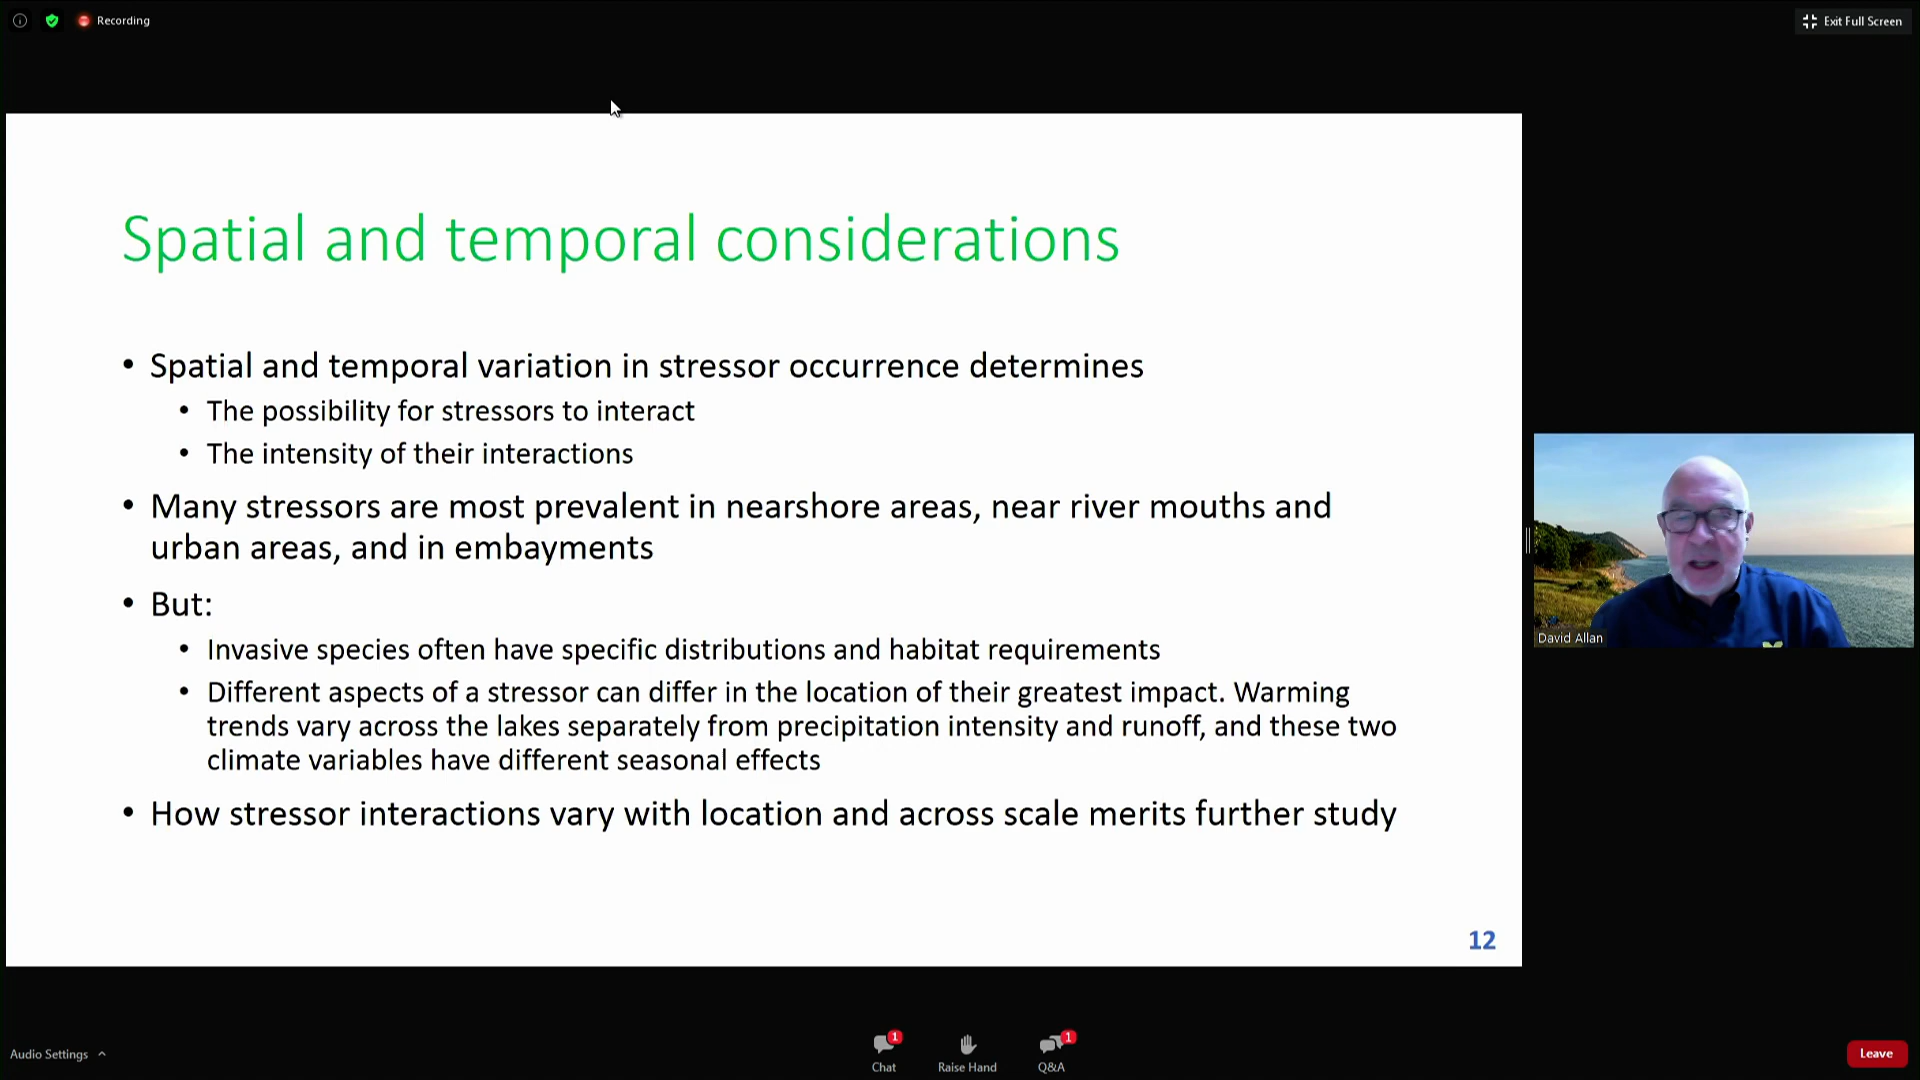 Recording
Exit Full Screen
Spatial and temporal considerations
• Spatial and temporal variation in stressor occurrence determines
• The possibility for stressors to interact
• The intensity of their interactions
• Many stressors are most prevalent in nearshore areas, near river mouths and
urban areas, and in embayments
• But:
• Invasive species often have specific distributions and habitat requirements
• Different aspects of a stressor can differ in the location of their greatest impact. Warming
trends vary across the lakes separately from precipitation intensity and runoff, and these two
climate variables have different seasonal effects
• How stressor interactions vary with location and across scale merits further study
12
David Allan
Audio Settings
1
Chat
Raise Hand
1
Q&A
Leave